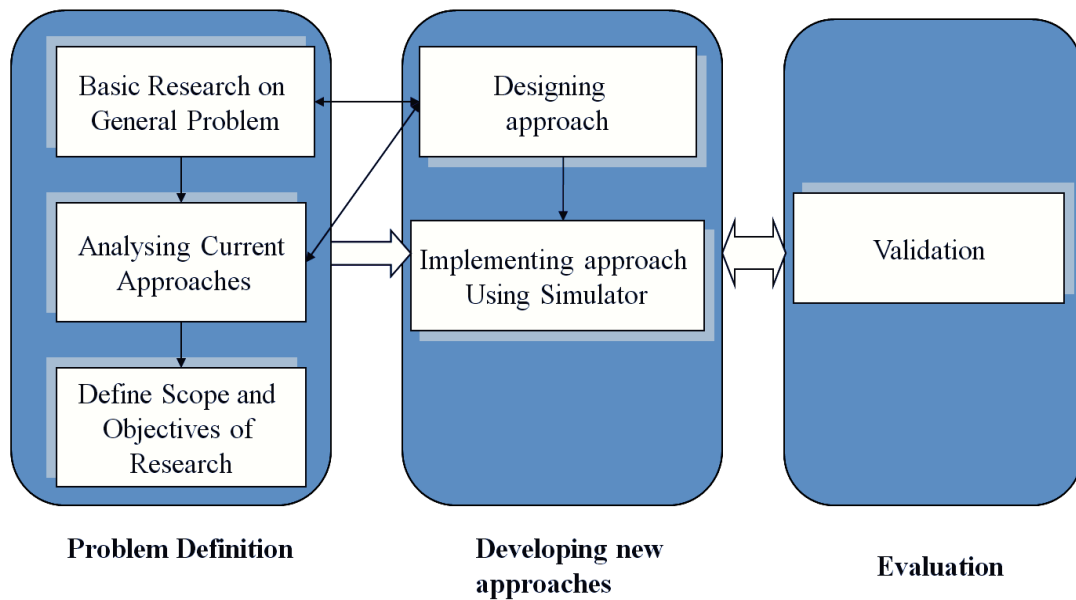 Basic Research on
General Problem
Analysing Current
Approaches
Define Scope and
Objectives of
Research
Problem Definition
Designing
approach
Implementing approach
Using Simulator
Developing new
approaches
Validation
Evaluation